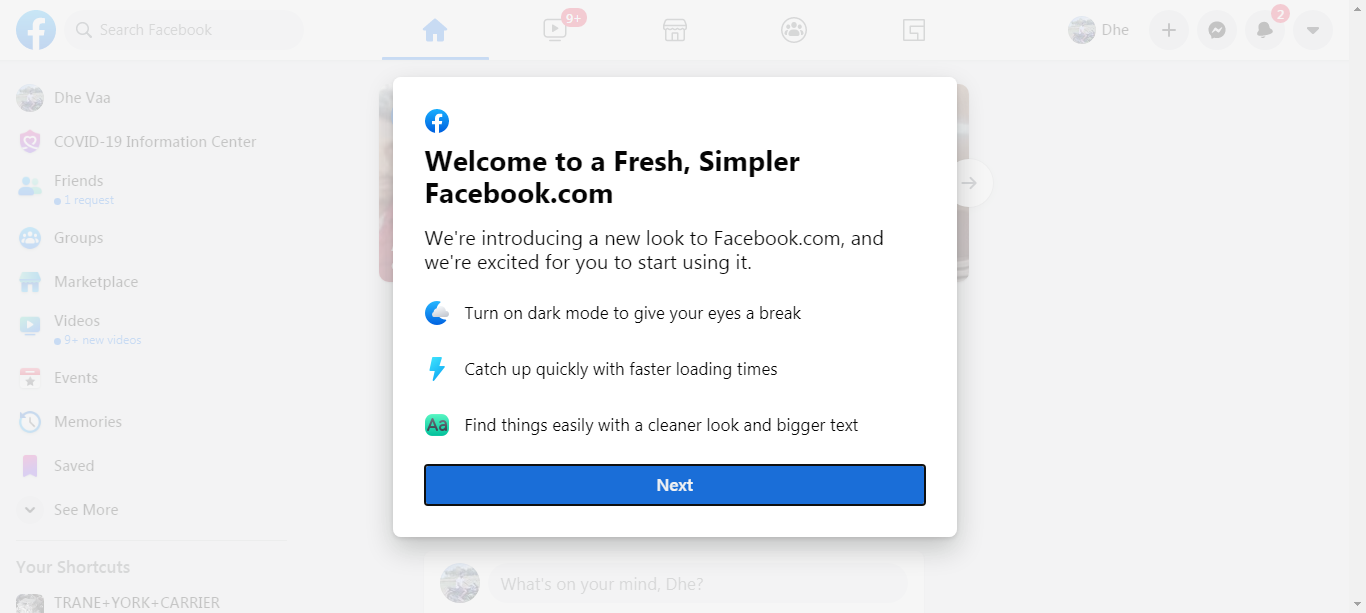 Search Facebook
9+
Dhe
2
Dhe Vaa
COVID-19 Information Center
Friends
1 request
Groups
Marketplace
Videos
9+ new videos
Events
Memories
Saved
See More
Your Shortcuts
TRANE+YORK+CARRIER
Welcome to a Fresh, Simpler
Facebook.com
We're introducing a new look to Facebook.com, and
we're excited for you to start using it.
Turn on dark mode to give your eyes a break
Catch up quickly with faster loading times
Aa
Find things easily with a cleaner look and bigger text
Next
What's on your mind, Dhe?